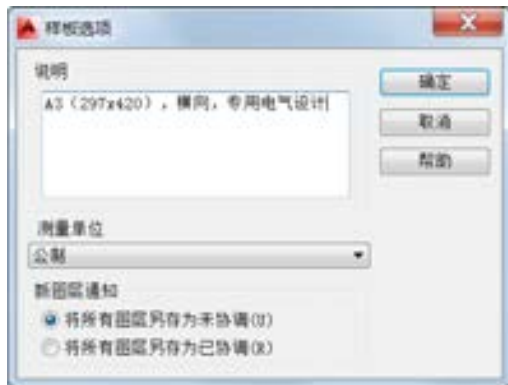 样板选项
说明
A3（297x420），横向，专用电气设计
确定
取消
帮助
测量单位
公制
新图层通知
将所有图层另存为未协调(U)
将所有图层另存为已协调(R)